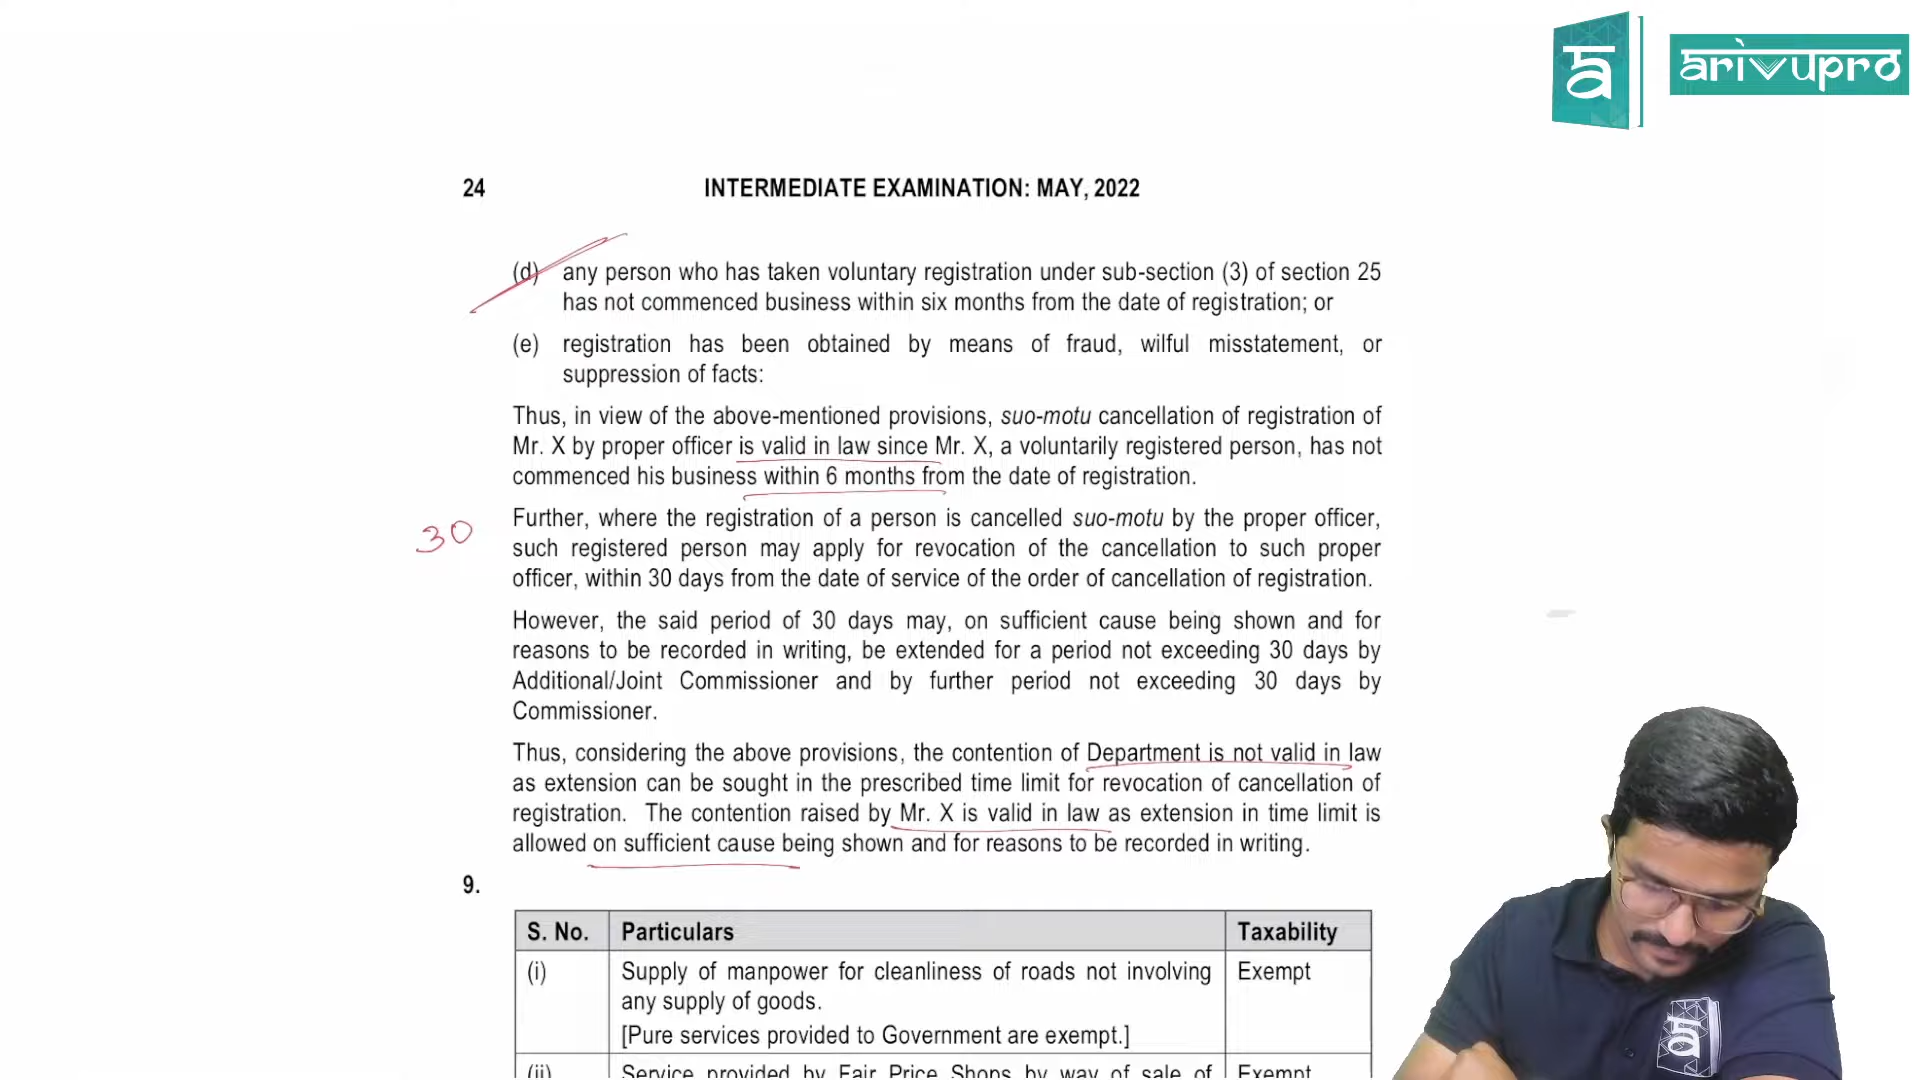 arivupro
24 INTERMEDIATE EXAMINATION: MAY, 2022
(d) any person who has taken voluntary registration under sub-section (3) of section 25
has not commenced business within six months from the date of registration; or
(e) registration has been obtained by means of fraud, wilful misstatement, or
suppression of facts:
Thus, in view of the above-mentioned provisions, suo-motu cancellation of registration of
Mr. X by proper officer is valid in law since Mr. X, a voluntarily registered person, has not
commenced his business within 6 months from the date of registration.
30
Further, where the registration of a person is cancelled suo-motu by the proper officer,
such registered person may apply for revocation of the cancellation to such proper
officer, within 30 days from the date of service of the order of cancellation of registration.
However, the said period of 30 days may, on sufficient cause being shown and for
reasons to be recorded in writing, be extended for a period not exceeding 30 days by
Additional/Joint Commissioner and by further period not exceeding 30 days by
Commissioner.
Thus, considering the above provisions, the contention of Department is not valid in law
as extension can be sought in the prescribed time limit for revocation of cancellation of
registration. The contention raised by Mr. X is valid in law as extension in time limit is
allowed on sufficient cause being shown and for reasons to be recorded in writing.
9.
S. No. Particulars Taxability
(i) Supply of manpower for cleanliness of roads not involving Exempt
any supply of goods.
[Pure services provided to Government are exempt.]
(ii) Service provided by Fair Price Shops by way of sale of Exempt